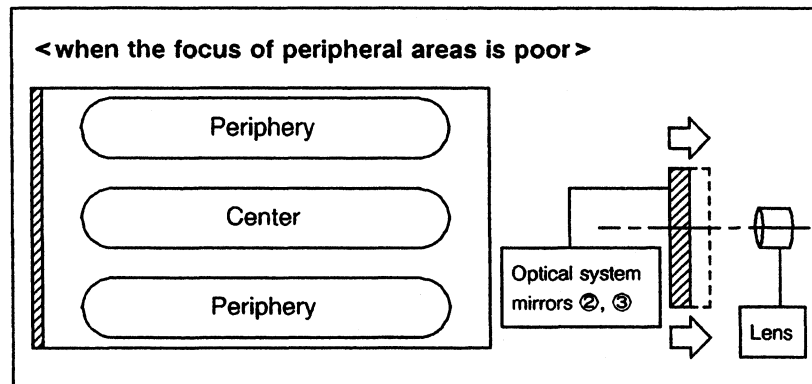 <when the focus of peripheral areas is poor>
Periphery
Center
Periphery
Optical system
mirrors ②, ③
Lens